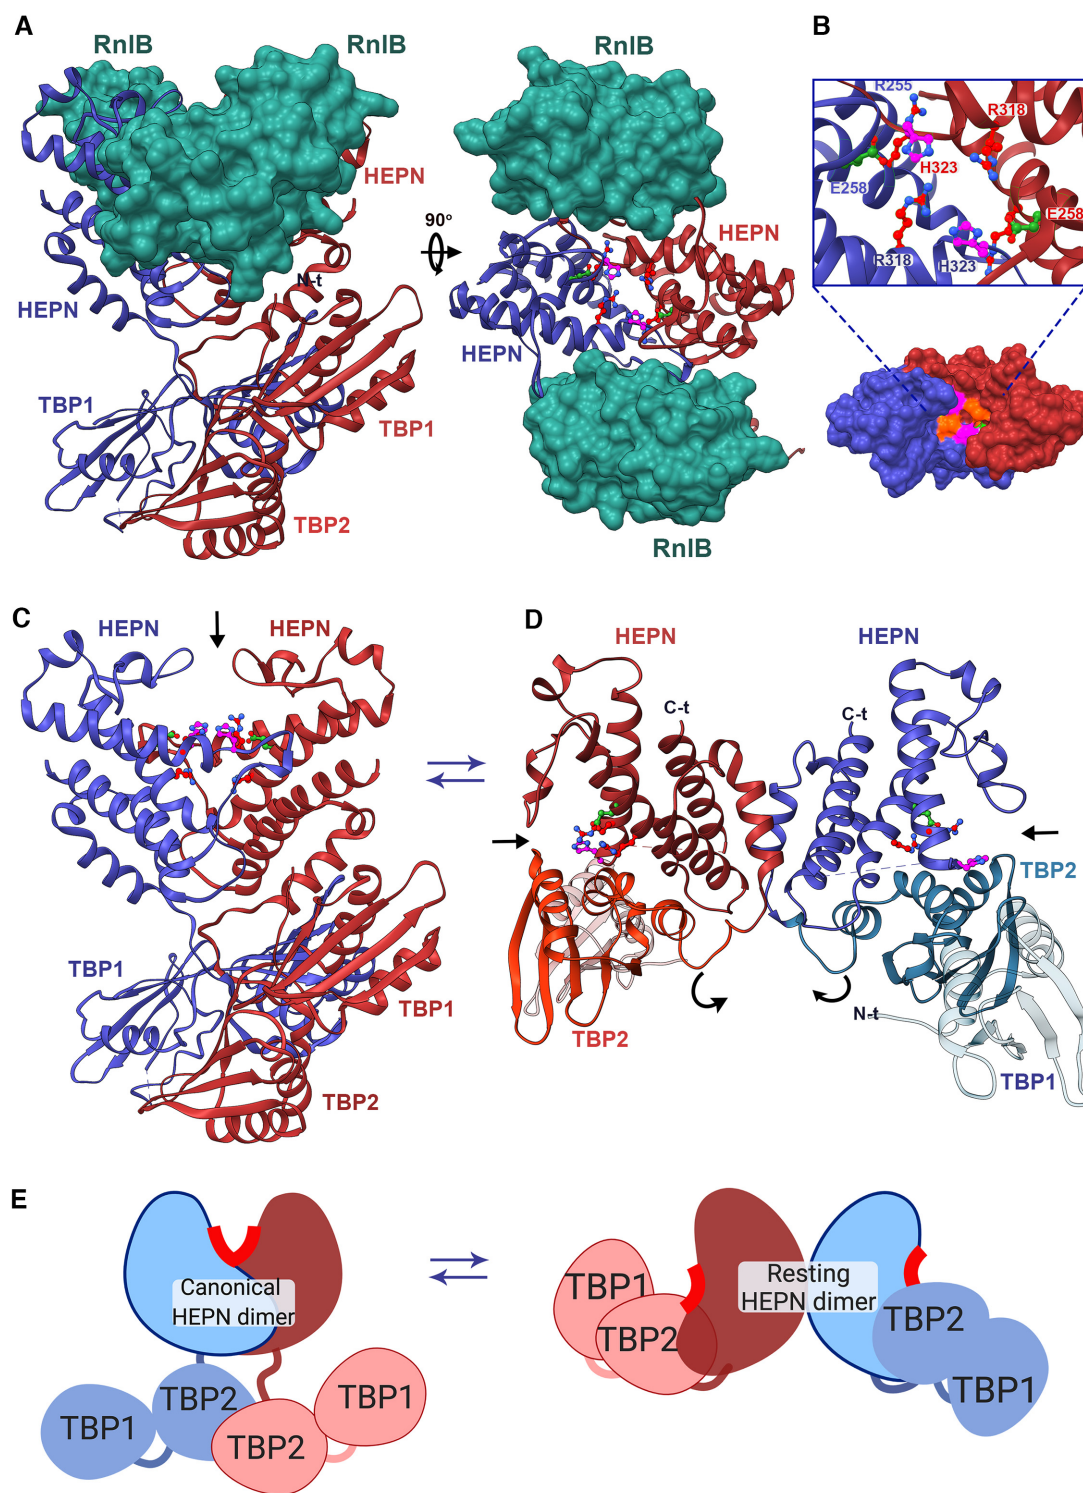 A
RnlB
RnlB
HEPN
N-t
HEPN
TBP1
TBP1
TBP2
90°
RnlB
HEPN
HEPN
RnlB
B
R255
R318
H323
E258
E258
R318
H323
C
HEPN
HEPN
TBP1
TBP1
TBP2
D
HEPN
HEPN
C-t
C-t
TBP2
N-t
TBP2
TBP1
E
Canonical
HEPN dimer
TBP1
TBP2
TBP2
TBP1
TBP1
TBP2
Resting
HEPN dimer
TBP2
TBP1